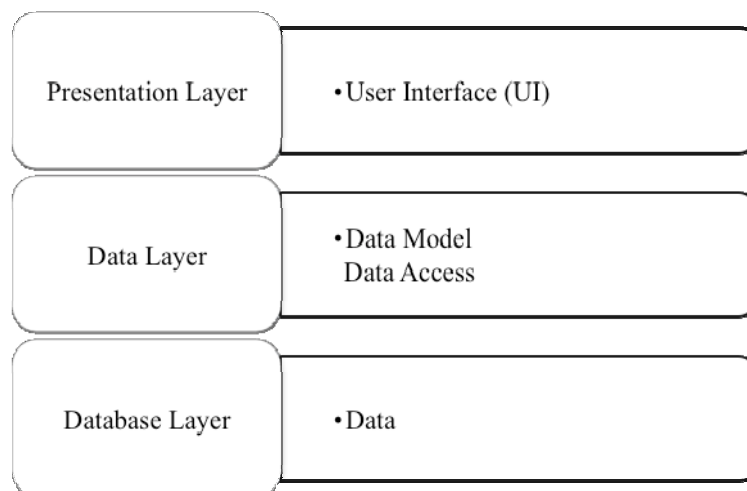 Presentation Layer
•User Interface (UI)
Data Layer
•Data Model
Data Access
Database Layer
•Data